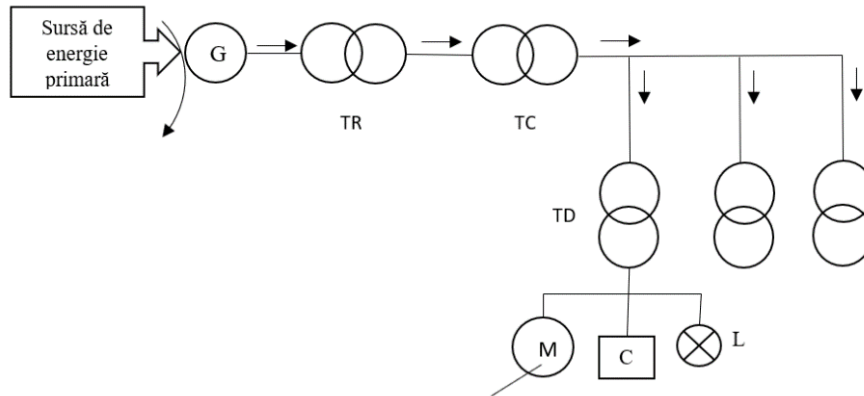 Sursă de
energie
primară
G
TR
TC
TD
M
C
L